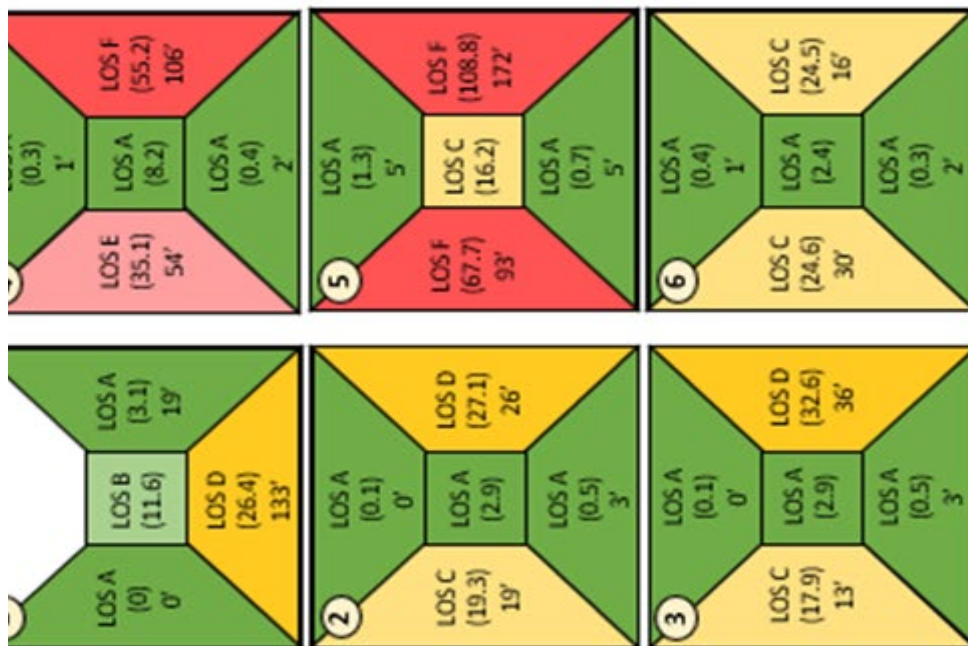 LOS A
(0)
0'
LOS B
(11.6)
LOS A
(3.1)
19'
LOS D
(26.4)
133'
2
LOS A
(0.1)
0'
LOS C
(19.3)
19'
LOS A
(2.9)
LOS D
(27.1)
26'
LOS A
(0.5)
3'
3
LOS A
(0.1)
0'
LOS C
(17.9)
13'
LOS A
(2.9)
LOS D
(32.6)
36'
LOS A
(0.5)
3'
(0.3)
1'
LOS E
(35.1)
54'
LOS A
(8.2)
LOS F
(55.2)
106'
LOS A
(0.4)
2'
5
LOS A
(1.3)
5'
LOS F
(67.7)
93'
LOS C
(16.2)
LOS F
(108.8)
172'
LOS A
(0.7)
5'
6
LOS A
(0.4)
1'
LOS C
(24.6)
30'
LOS A
(2.4)
LOS C
(24.5)
16'
LOS A
(0.3)
2'